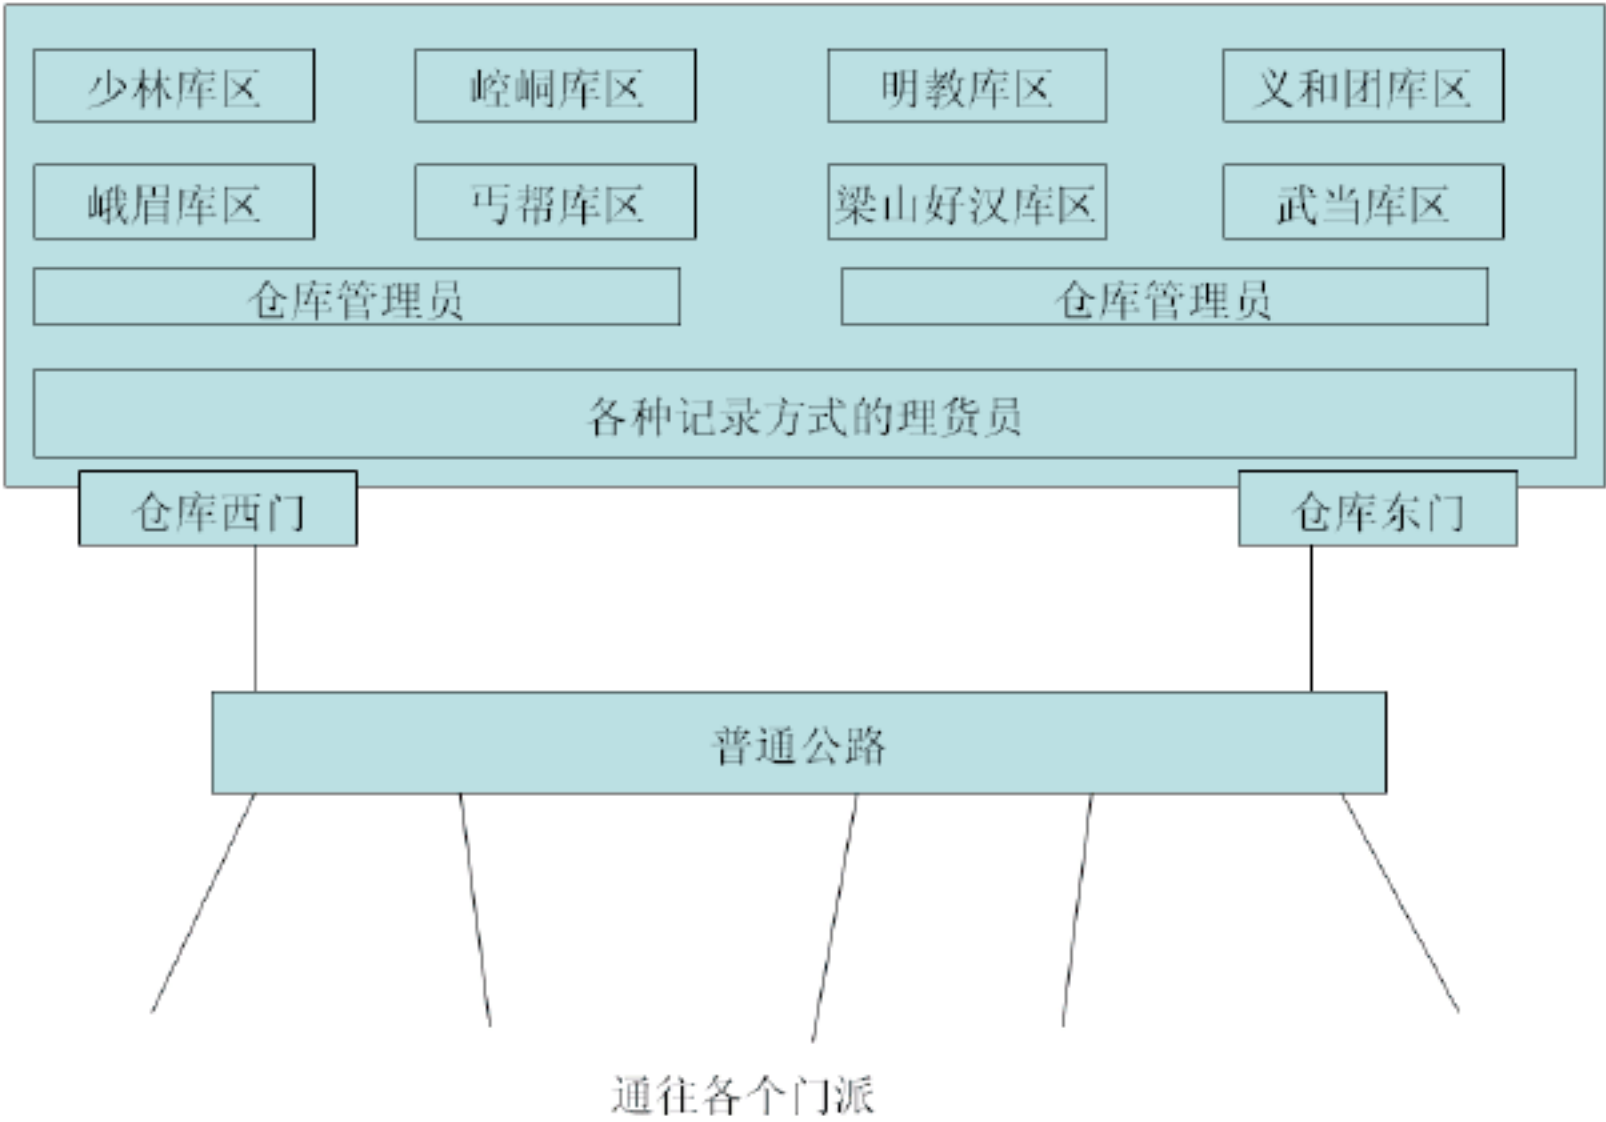 少林库区
崆峒库区
明教库区
义和团库区
峨眉库区
丐帮库区
梁山好汉库区
武当库区
仓库管理员
仓库管理员
各种记录方式的理货员
仓库西门
仓库东门
普通公路
通往各个门派